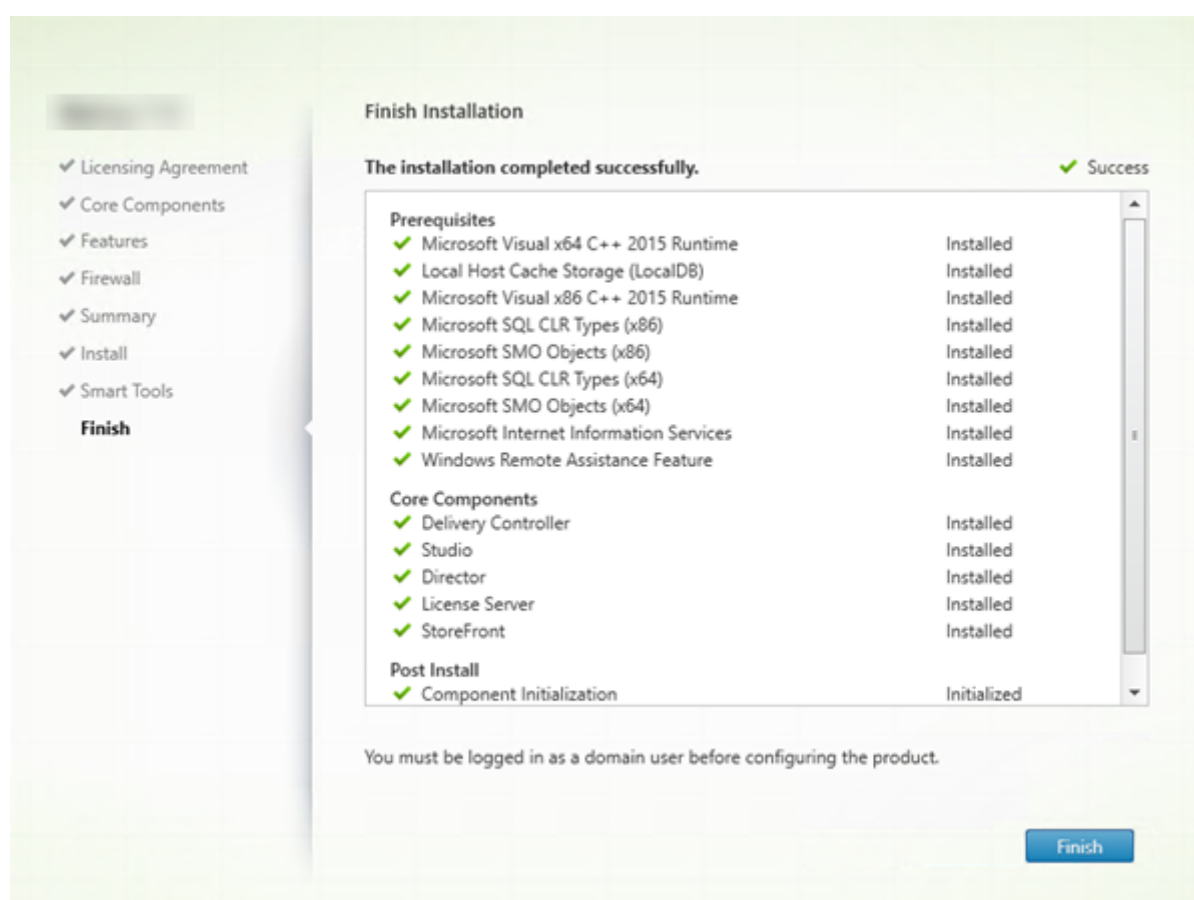 Licensing Agreement
Core Components
Features
Firewall
Summary
Install
Smart Tools
Finish
Finish Installation
The installation completed successfully.
Success
Prerequisites
Microsoft Visual x64 C++ 2015 Runtime Installed
Local Host Cache Storage (LocalDB) Installed
Microsoft Visual x86 C++ 2015 Runtime Installed
Microsoft SQL CLR Types (x86) Installed
Microsoft SMO Objects (x86) Installed
Microsoft SQL CLR Types (x64) Installed
Microsoft SMO Objects (x64) Installed
Microsoft Internet Information Services Installed
Windows Remote Assistance Feature Installed
Core Components
Delivery Controller Installed
Studio Installed
Director Installed
License Server Installed
StoreFront Installed
Post Install
Component Initialization Initialized
You must be logged in as a domain user before configuring the product.
Finish